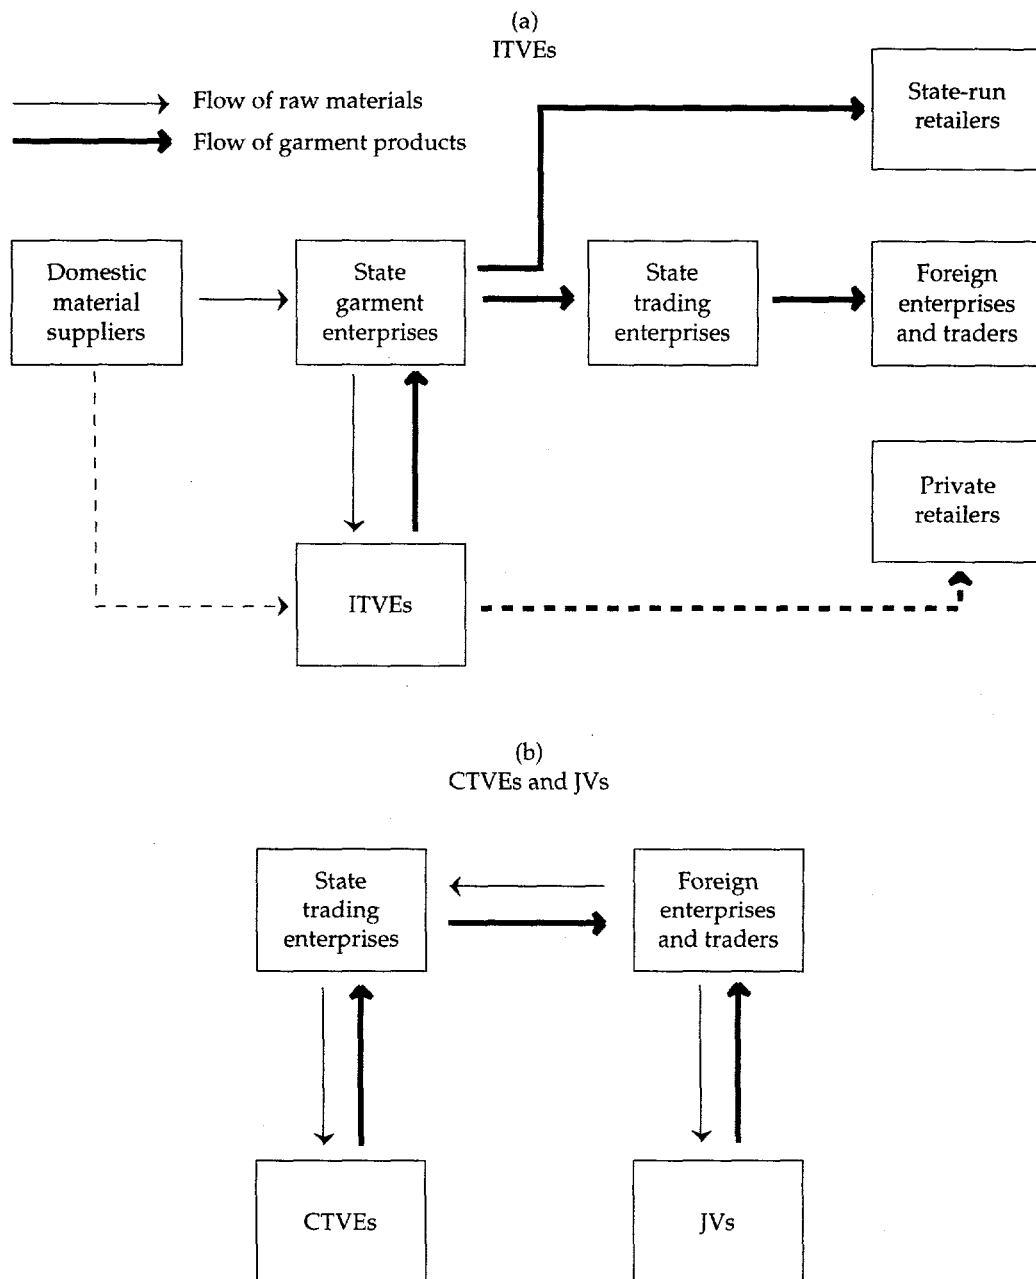 (a)
ITVEs
Flow of raw materials
Flow of garment products
State-run
retailers
Domestic
material
suppliers
State
garment
enterprises
State
trading
enterprises
Foreign
enterprises
and traders
Private
retailers
ITVEs
(b)
CTVEs and JVs
State
trading
enterprises
Foreign
enterprises
and traders
CTVEs
JVs